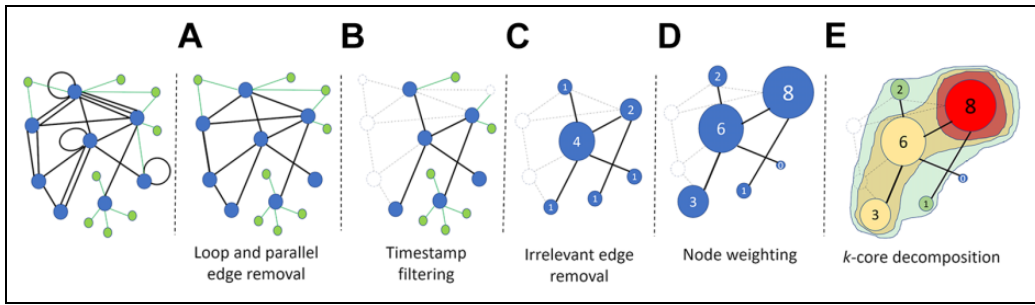 A
B
C
D
E
1
2
4
1
1
1
2
8
6
0
1
3
2
8
6
0
1
3
Loop and parallel
edge removal
Timestamp
filtering
Irrelevant edge
removal
Node weighting
k-core decomposition